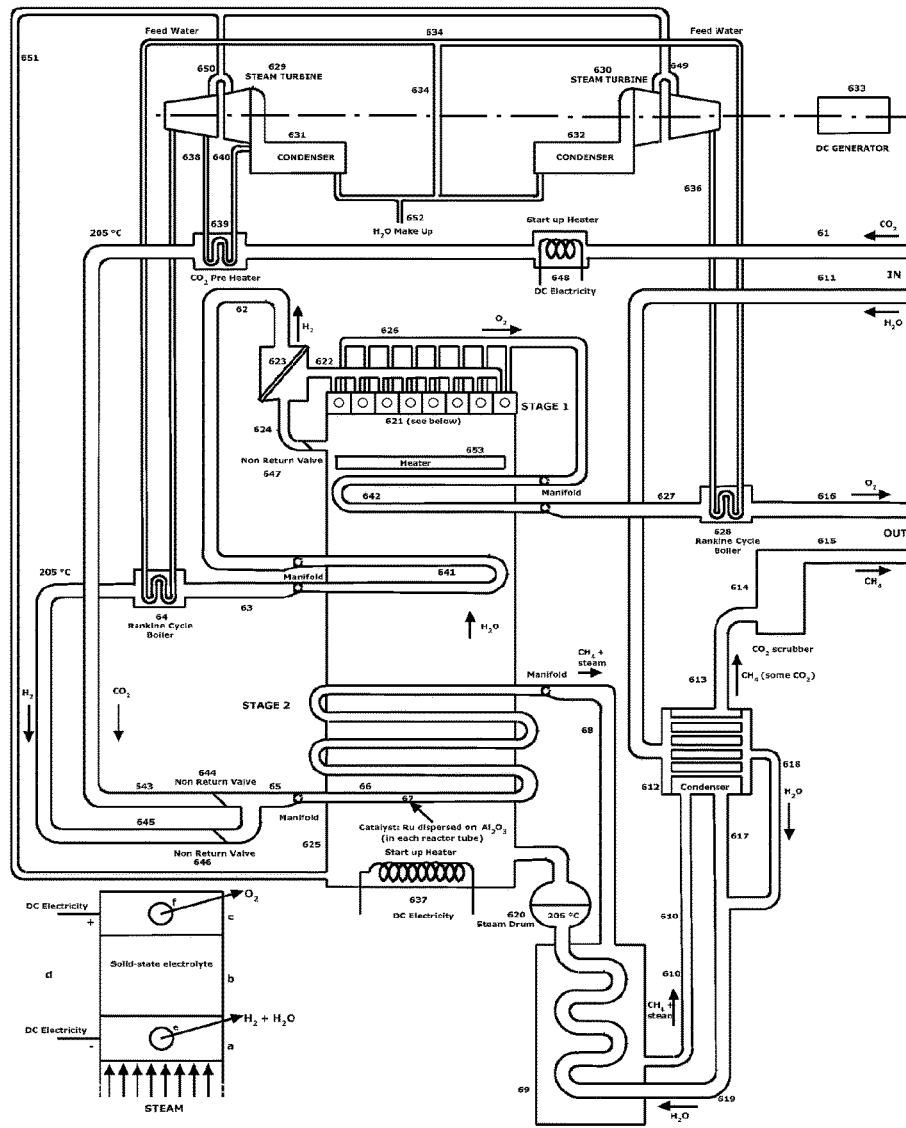 Feed Water
634
Feed Water
651
629
STEAM TURBINE
650
630
STEAM TURBINE
649
634
633
DC GENERATOR
631
CONDENSER
632
CONDENSER
638
640
636
652
H₂O Make Up
639
CO₂ Pre Heater
205 °C
Start up Heater
648
DC Electricity
61
CO₂
611
IN
H₂O
62
H₂
626
O₂
623
622
STAGE 1
621 (see below)
624
Non Return Valve
647
653
Heater
642
Manifold
627
616
O₂
628
Rankine Cycle
Boiler
OUT
615
CH₄
614
CO₂ scrubber
205 °C
Manifold
641
64
Rankine Cycle
Boiler
63
H₂O
CH₄ +
steam
Manifold
613
CH₄ (some CO₂)
H₂
CO₂
STAGE 2
68
618
644
Non Return Valve
643
65
66
67
612
Condenser
H₂O
645
Manifold
Catalyst: Ru dispersed on Al₂O₃
(in each reactor tube)
617
Non Return Valve
646
625
Start up Heater
637
DC Electricity
620
Steam Drum
205 °C
610
610
CH₄ +
steam
DC Electricity
+
f
O₂
c
d
Solid-state electrolyte
b
DC Electricity
-
e
H₂ + H₂O
a
STEAM
69
H₂O
619